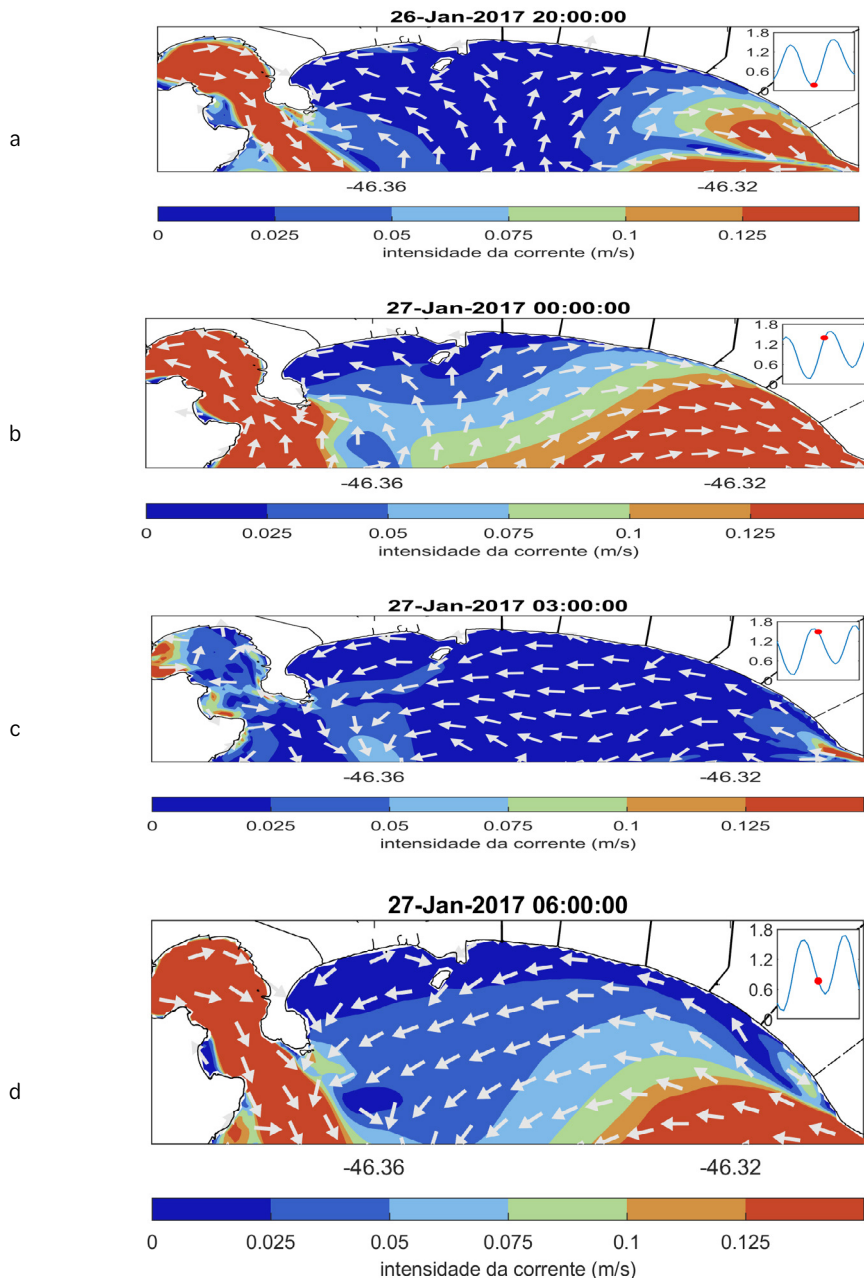 26-Jan-2017 20:00:00
1.8
1.2
0.6
0
a
-46.36 -46.32
0 0.025 0.05 0.075 0.1 0.125
intensidade da corrente (m/s)
27-Jan-2017 00:00:00
1.8
1.2
0.6
0
b
-46.36 -46.32
0 0.025 0.05 0.075 0.1 0.125
intensidade da corrente (m/s)
27-Jan-2017 03:00:00
1.8
1.2
0.6
0
c
-46.36 -46.32
0 0.025 0.05 0.075 0.1 0.125
intensidade da corrente (m/s)
27-Jan-2017 06:00:00
1.8
1.2
0.6
0
d
-46.36 -46.32
0 0.025 0.05 0.075 0.1 0.125
intensidade da corrente (m/s)